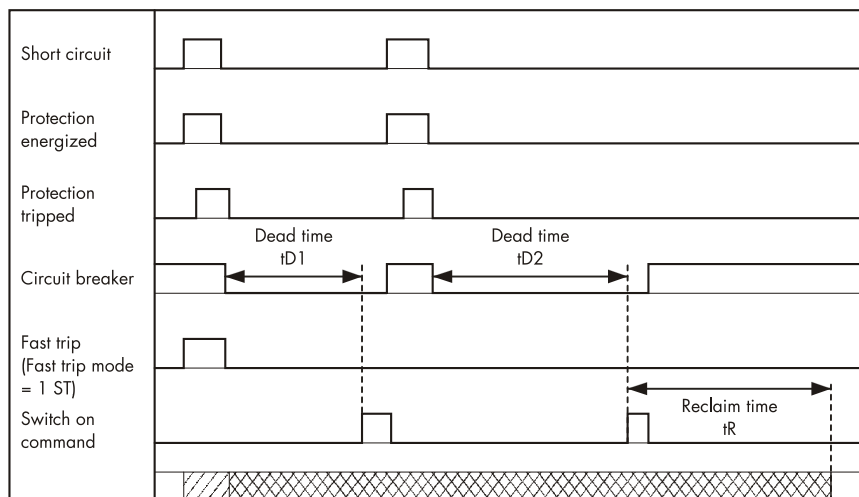 Short circuit
Protection
energized
Protection
tripped
Dead time
tD1
Dead time
tD2
Circuit breaker
Fast trip
(Fast trip mode
= 1 ST)
Reclaim time
tR
Switch on
command